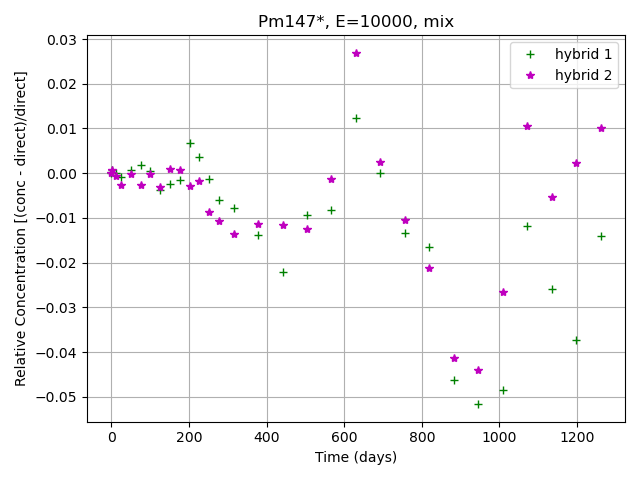 Pm147*, E=10000, mix
Relative Concentration [(conc - direct)/direct]
0.03
0.02
0.01
0.00
−0.01
−0.02
−0.03
−0.04
−0.05
hybrid 1
hybrid 2
0 200 400 600 800 1000 1200
Time (days)